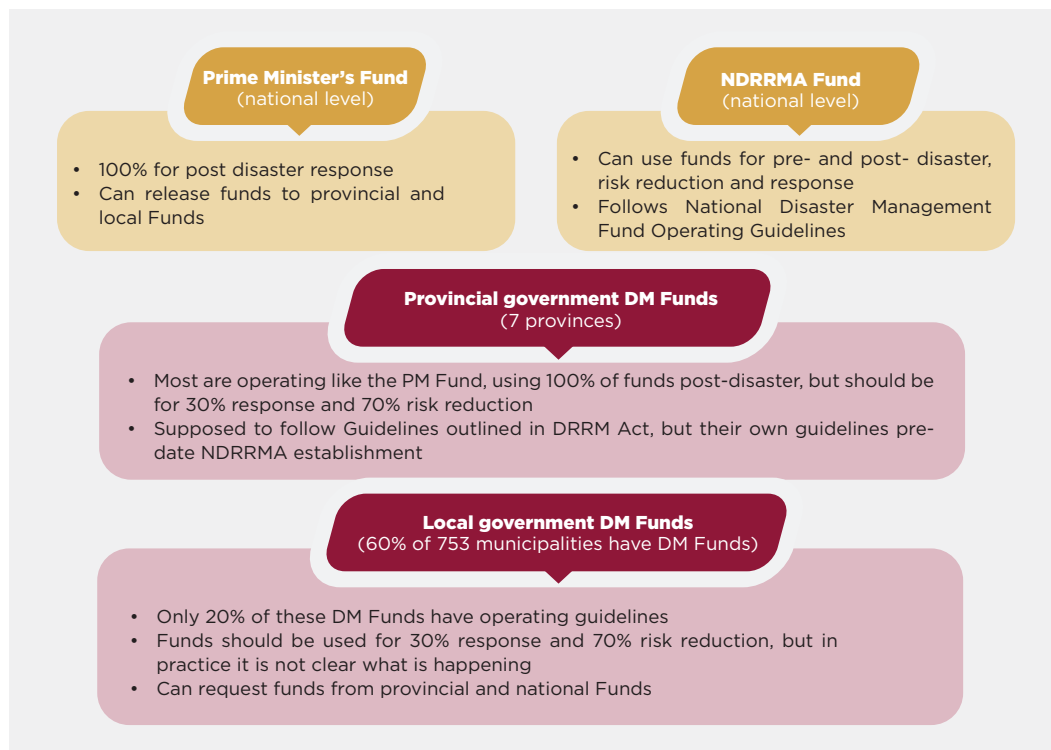 Prime Minister's Fund
(national level)
• 100% for post disaster response
• Can release funds to provincial and
local Funds
NDRRMA Fund
(national level)
• Can use funds for pre- and post- disaster,
risk reduction and response
• Follows National Disaster Management
Fund Operating Guidelines
Provincial government DM Funds
(7 provinces)
• Most are operating like the PM Fund, using 100% of funds post-disaster, but should be
for 30% response and 70% risk reduction
• Supposed to follow Guidelines outlined in DRRM Act, but their own guidelines pre-
date NDRRMA establishment
Local government DM Funds
(60% of 753 municipalities have DM Funds)
• Only 20% of these DM Funds have operating guidelines
• Funds should be used for 30% response and 70% risk reduction, but in
practice it is not clear what is happening
• Can request funds from provincial and national Funds